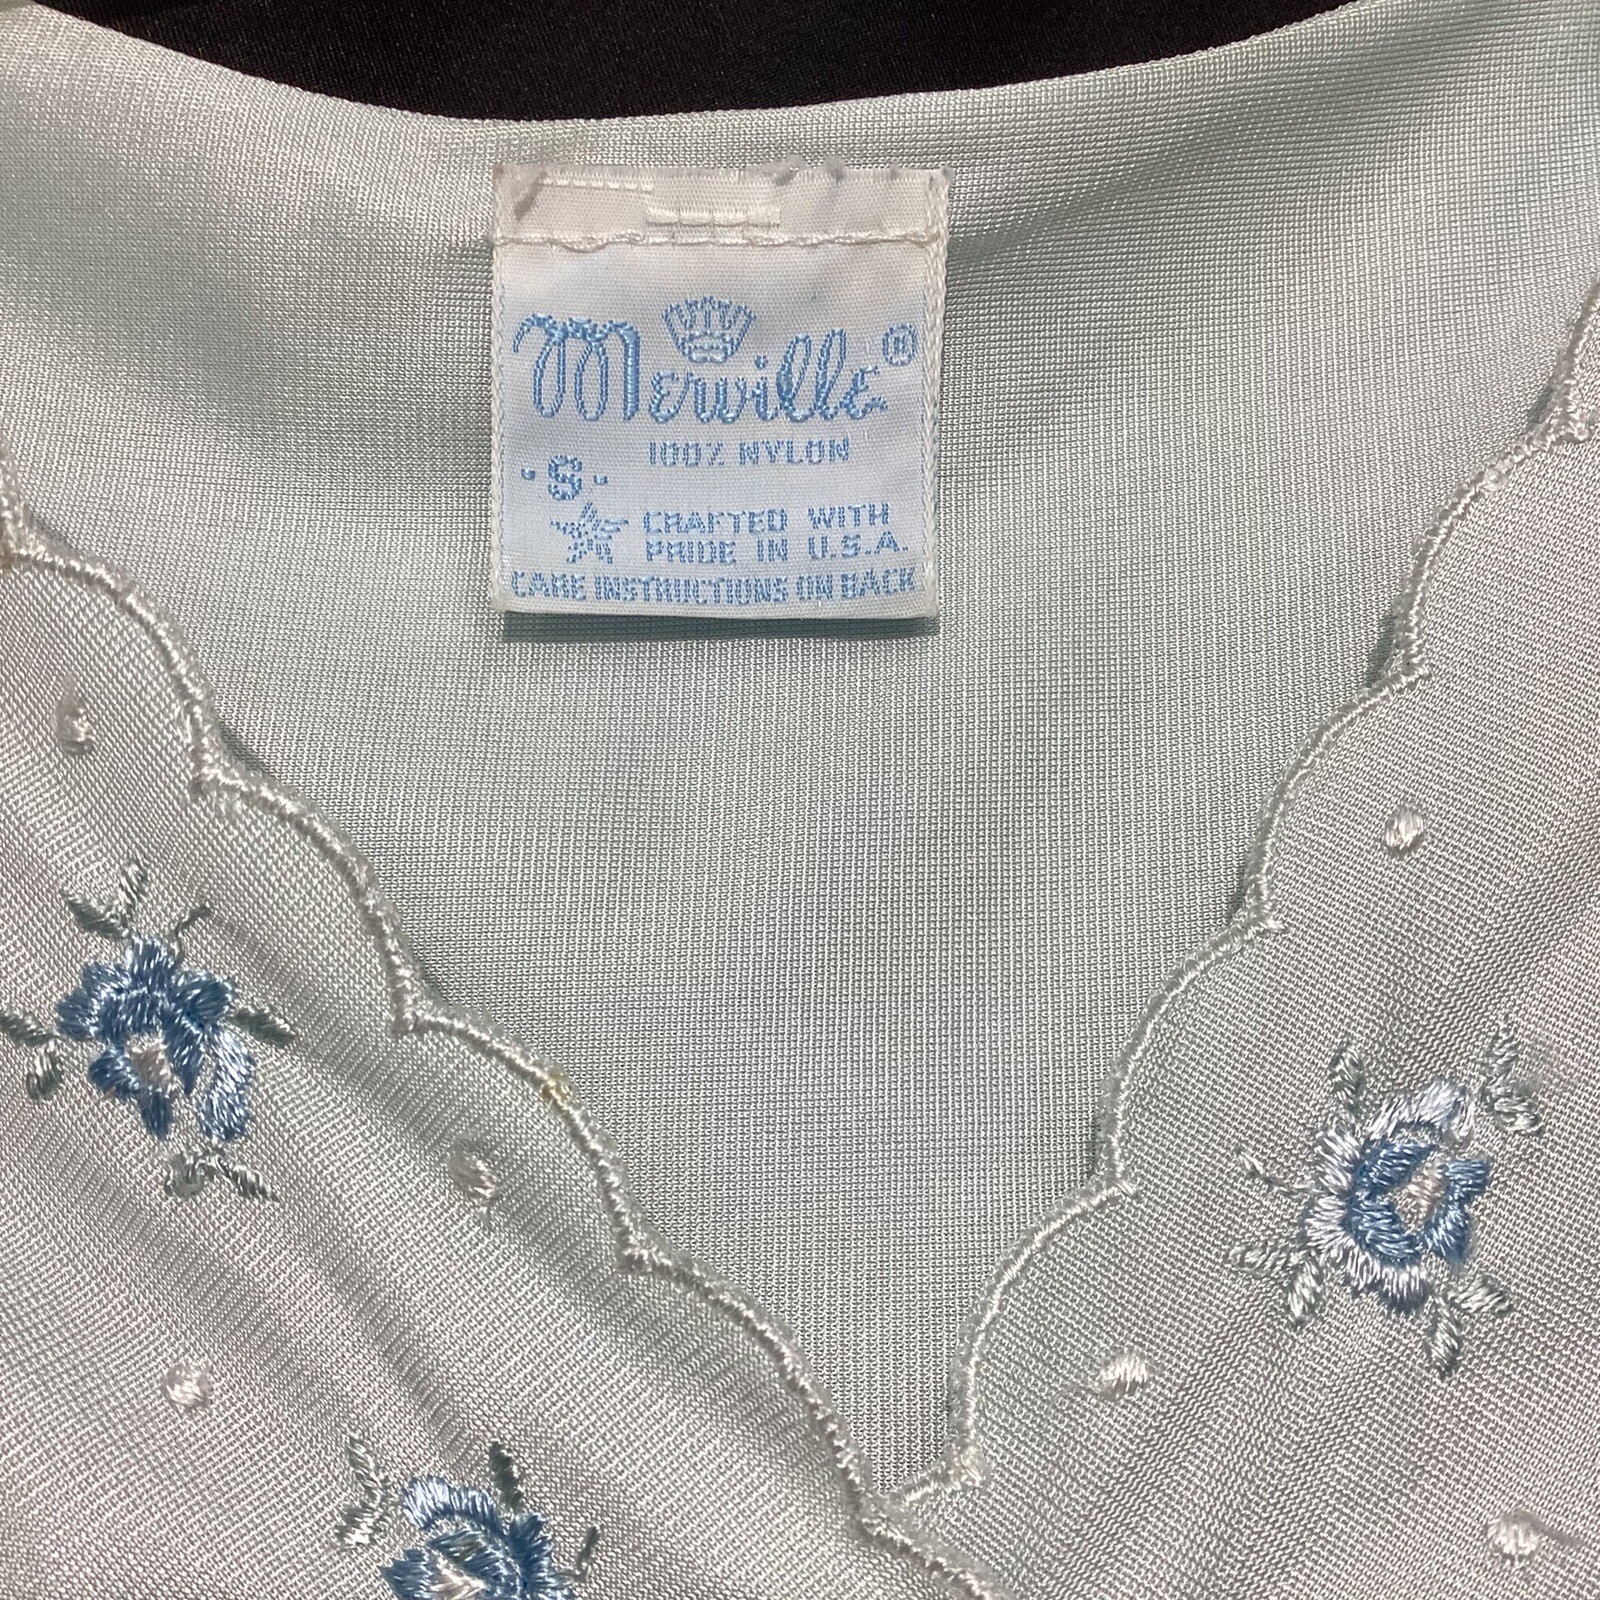 Merville®
100% NYLON
·S·
CRAFTED WITH
PRIDE IN U.S.A.
CARE INSTRUCTIONS ON BACK